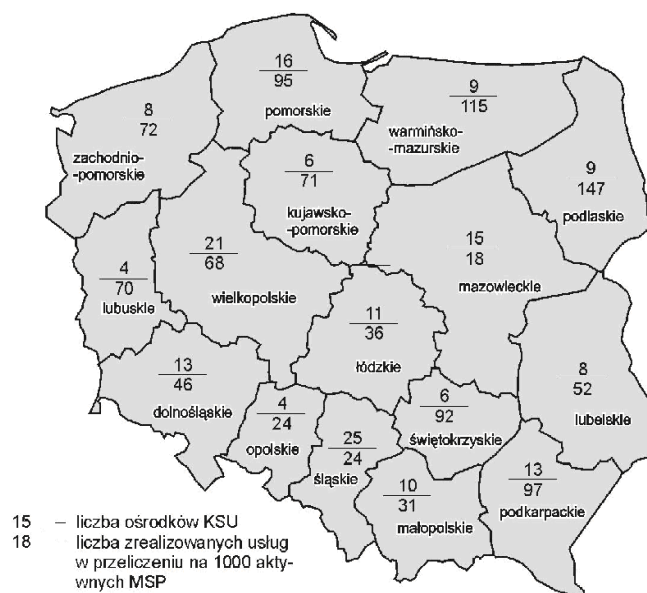 16
95
pomorskie
9
115
warmińsko-
-mazurskie
8
72
zachodnio-
-pomorskie
6
71
kujawsko-
-pomorskie
9
147
podlaskie
21
68
wielkopolskie
15
18
mazowieckie
4
70
lubuskie
11
36
łódzkie
13
46
dolnośląskie
8
52
lubelskie
4
24
opolskie
6
92
świętokrzyskie
25
24
śląskie
10
31
małopolskie
13
97
podkarpackie
15 – liczba ośrodków KSU
18 – liczba zrealizowanych usług
w przeliczeniu na 1000 akty-
wnych MSP